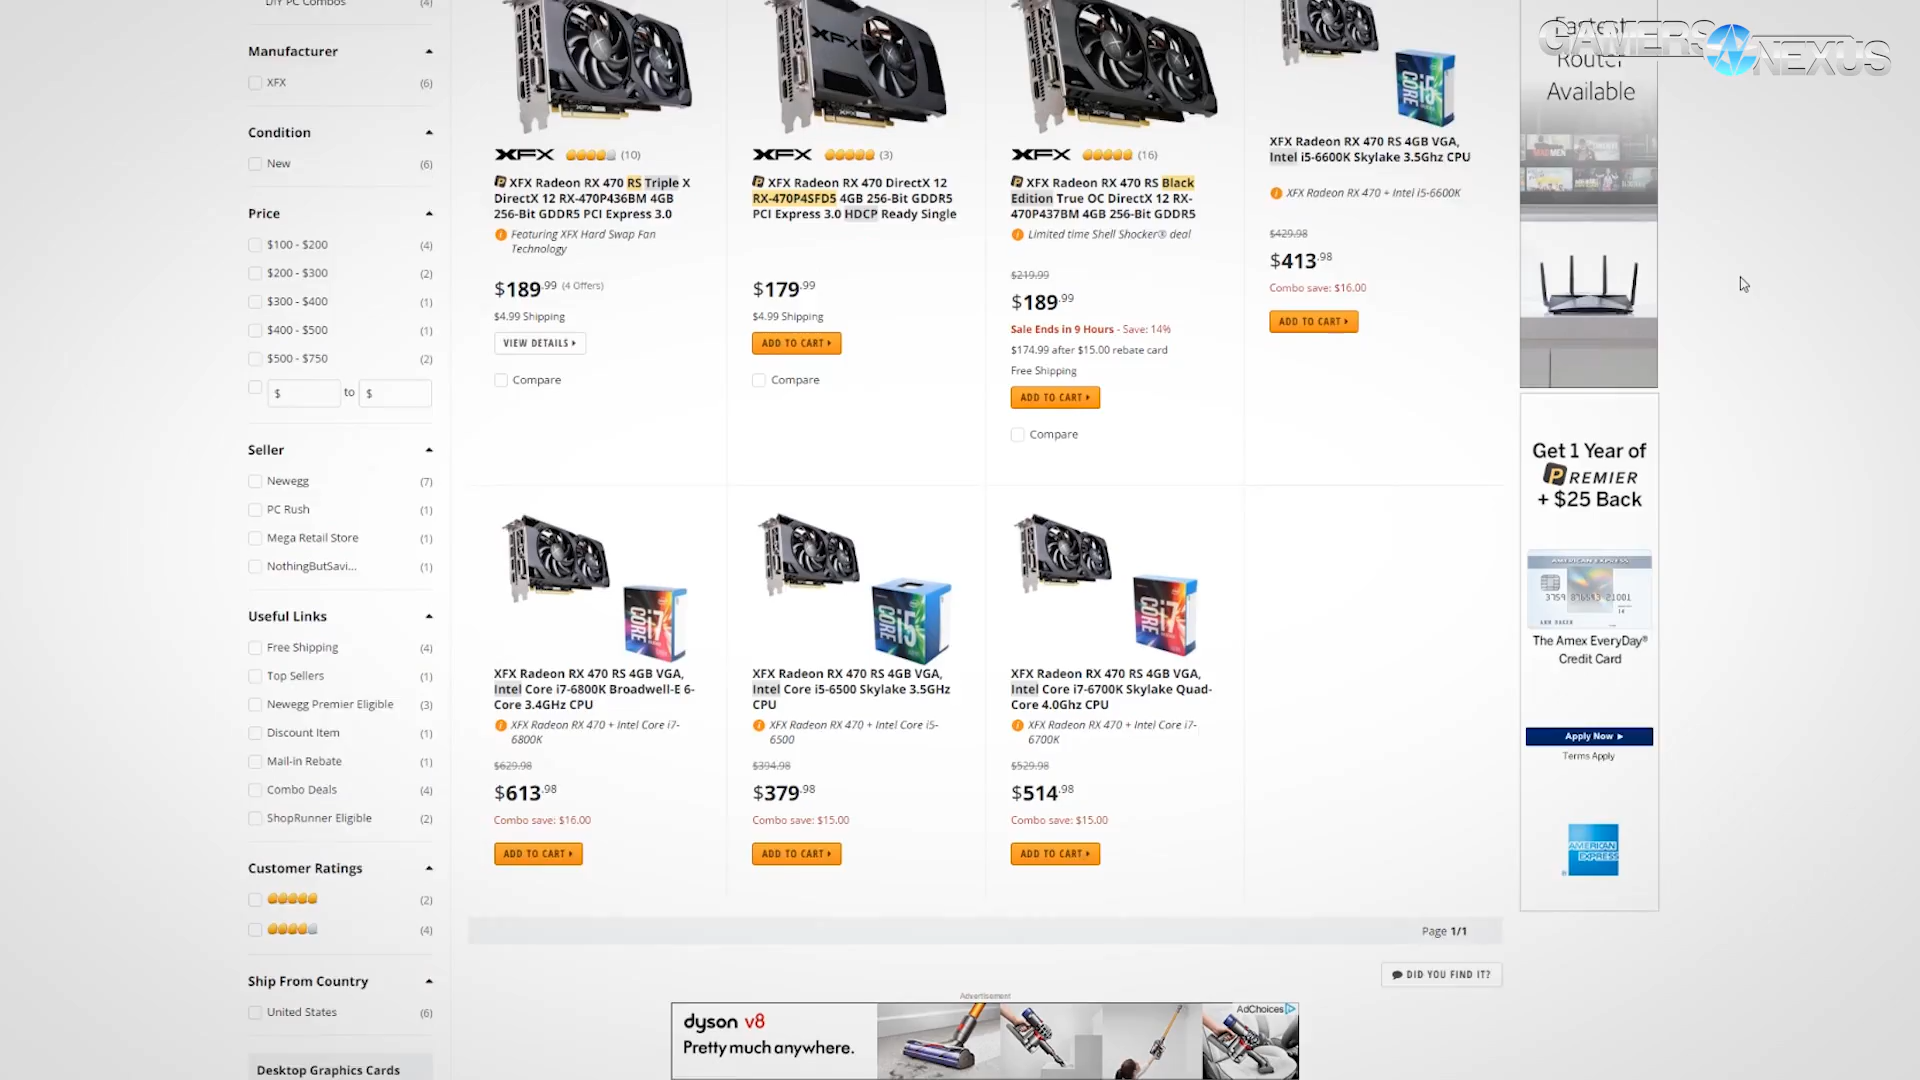 DIY PC Combos (4)
Manufacturer
XFX (6)
Condition
New (6)
Price
$100 - $200 (4)
$200 - $300 (2)
$300 - $400 (1)
$400 - $500 (1)
$500 - $750 (2)
$ to $
Seller
Newegg (7)
PC Rush (1)
Mega Retail Store (1)
NothingButSavi... (1)
Useful Links
Free Shipping (4)
Top Sellers (1)
Newegg Premier Eligible (3)
Discount Item (1)
Mail-in Rebate (1)
Combo Deals (4)
ShopRunner Eligible (2)
Customer Ratings
(2)
(4)
Ship From Country
United States (6)
Desktop Graphics Cards
XFX (10)
XFX Radeon RX 470 RS Triple X
DirectX 12 RX-470P436BM 4GB
256-Bit GDDR5 PCI Express 3.0
Featuring XFX Hard Swap Fan
Technology
$189.99 (4 Offers)
$4.99 Shipping
VIEW DETAILS
Compare
XFX
XFX (3)
XFX Radeon RX 470 DirectX 12
RX-470P4SFD5 4GB 256-Bit GDDR5
PCI Express 3.0 HDCP Ready Single
$179.99
$4.99 Shipping
ADD TO CART
Compare
XFX (16)
XFX Radeon RX 470 RS Black
Edition True OC DirectX 12 RX-
470P437BM 4GB 256-Bit GDDR5
Limited time Shell Shocker® deal
$219.99
$189.99
Sale Ends in 9 Hours - Save: 14%
$174.99 after $15.00 rebate card
Free Shipping
ADD TO CART
Compare
CORE i5
XFX Radeon RX 470 RS 4GB VGA,
Intel i5-6600K Skylake 3.5Ghz CPU
XFX Radeon RX 470 + Intel i5-6600K
$429.98
$413.98
Combo save: $16.00
ADD TO CART
CORE i7
XFX Radeon RX 470 RS 4GB VGA,
Intel Core i7-6800K Broadwell-E 6-
Core 3.4GHz CPU
XFX Radeon RX 470 + Intel Core i7-
6800K
$629.98
$613.98
Combo save: $16.00
ADD TO CART
CORE i5
XFX Radeon RX 470 RS 4GB VGA,
Intel Core i5-6500 Skylake 3.5GHz
CPU
XFX Radeon RX 470 + Intel Core i5-
6500
$394.98
$379.98
Combo save: $15.00
ADD TO CART
CORE i7
XFX Radeon RX 470 RS 4GB VGA,
Intel Core i7-6700K Skylake Quad-
Core 4.0Ghz CPU
XFX Radeon RX 470 + Intel Core i7-
6700K
$529.98
$514.98
Combo save: $15.00
ADD TO CART
Page 1/1
DID YOU FIND IT?
Advertisement
dyson v8
Pretty much anywhere.
AdChoices
GAMERS NEXUS
Fastest
Router
Available
MAD MEN
Get 1 Year of
PREMIER
+ $25 Back
AMERICAN EXPRESS
3759 876543 21001
The Amex EveryDay®
Credit Card
Apply Now
Terms Apply
AMERICAN
EXPRESS